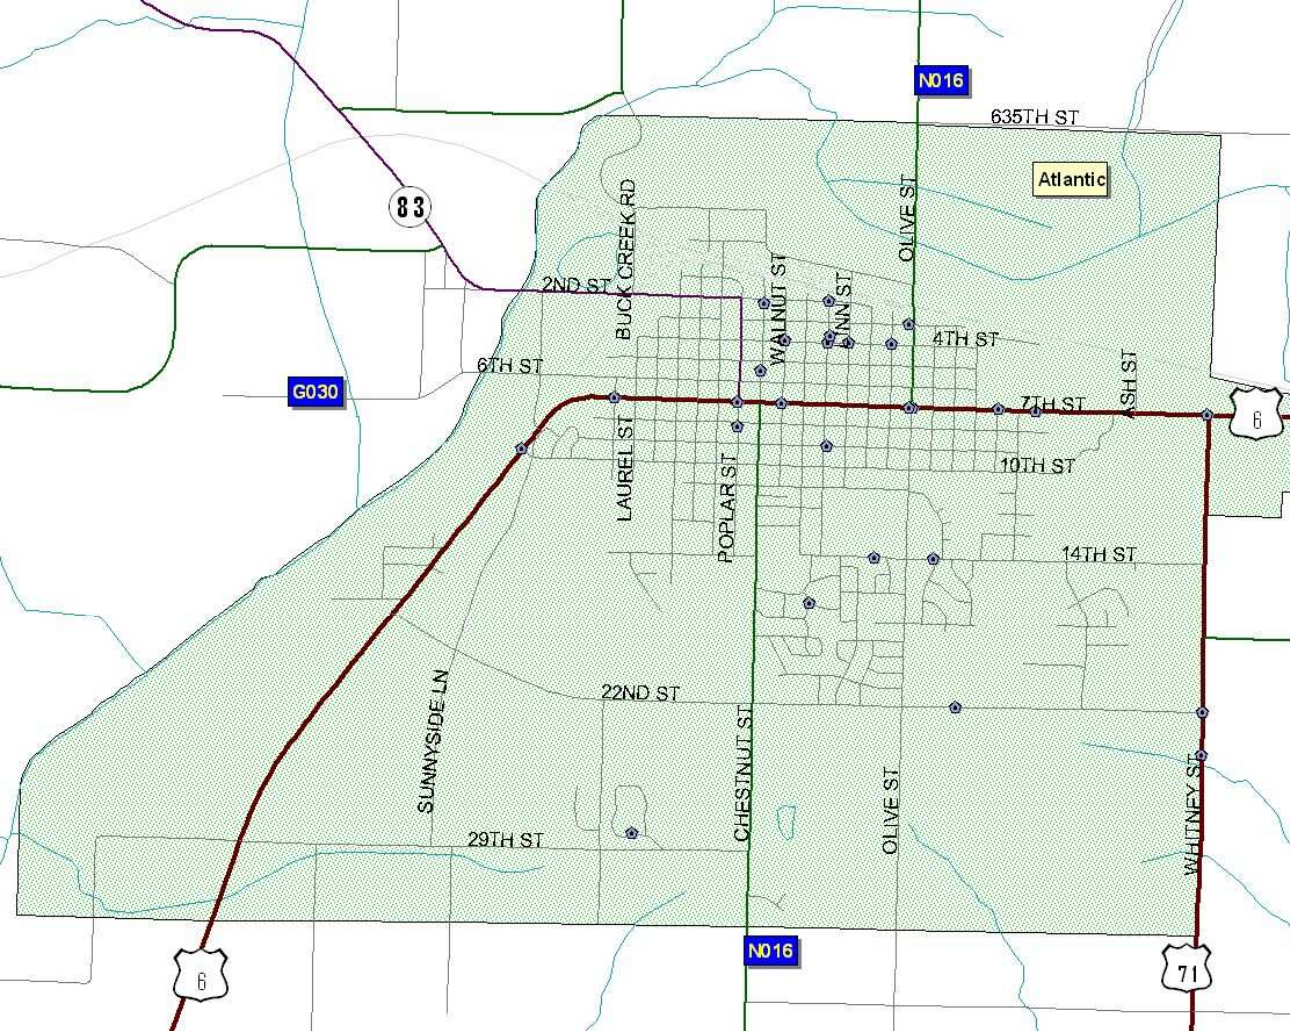 N016
635TH ST
Atlantic
83
BUCK CREEK RD
OLIVE ST
2ND ST
WALNUT ST
LINN ST
4TH ST
6TH ST
ASH ST
G030
7TH ST
6
LAUREL ST
POPLAR ST
10TH ST
14TH ST
SUNNYSIDE LN
22ND ST
CHESTNUT ST
OLIVE ST
WHITNEY ST
29TH ST
N016
6
71